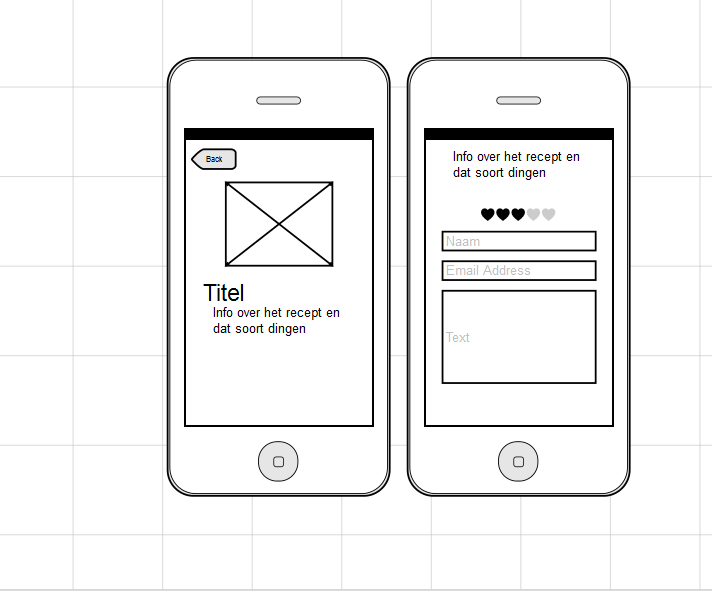 Back
Titel
Info over het recept en
dat soort dingen
Info over het recept en
dat soort dingen
Naam
Email Address
Text